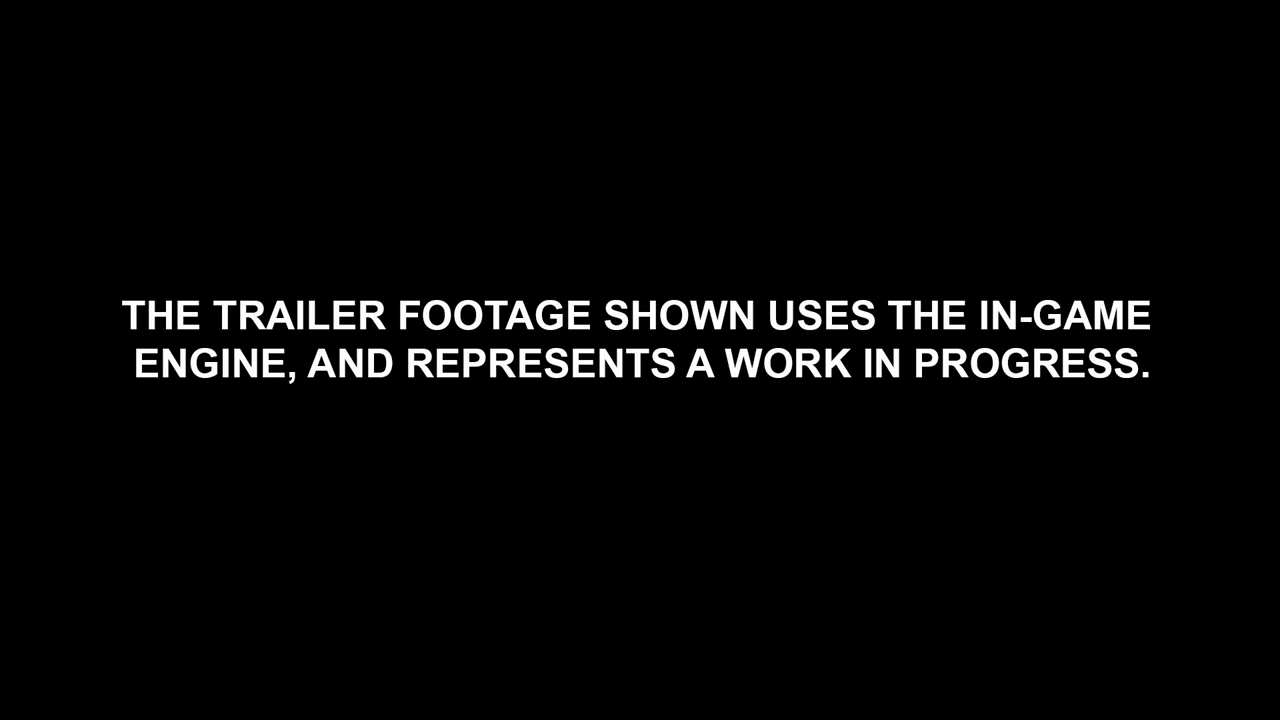 THE TRAILER FOOTAGE SHOWN USES THE IN-GAME
ENGINE, AND REPRESENTS A WORK IN PROGRESS.